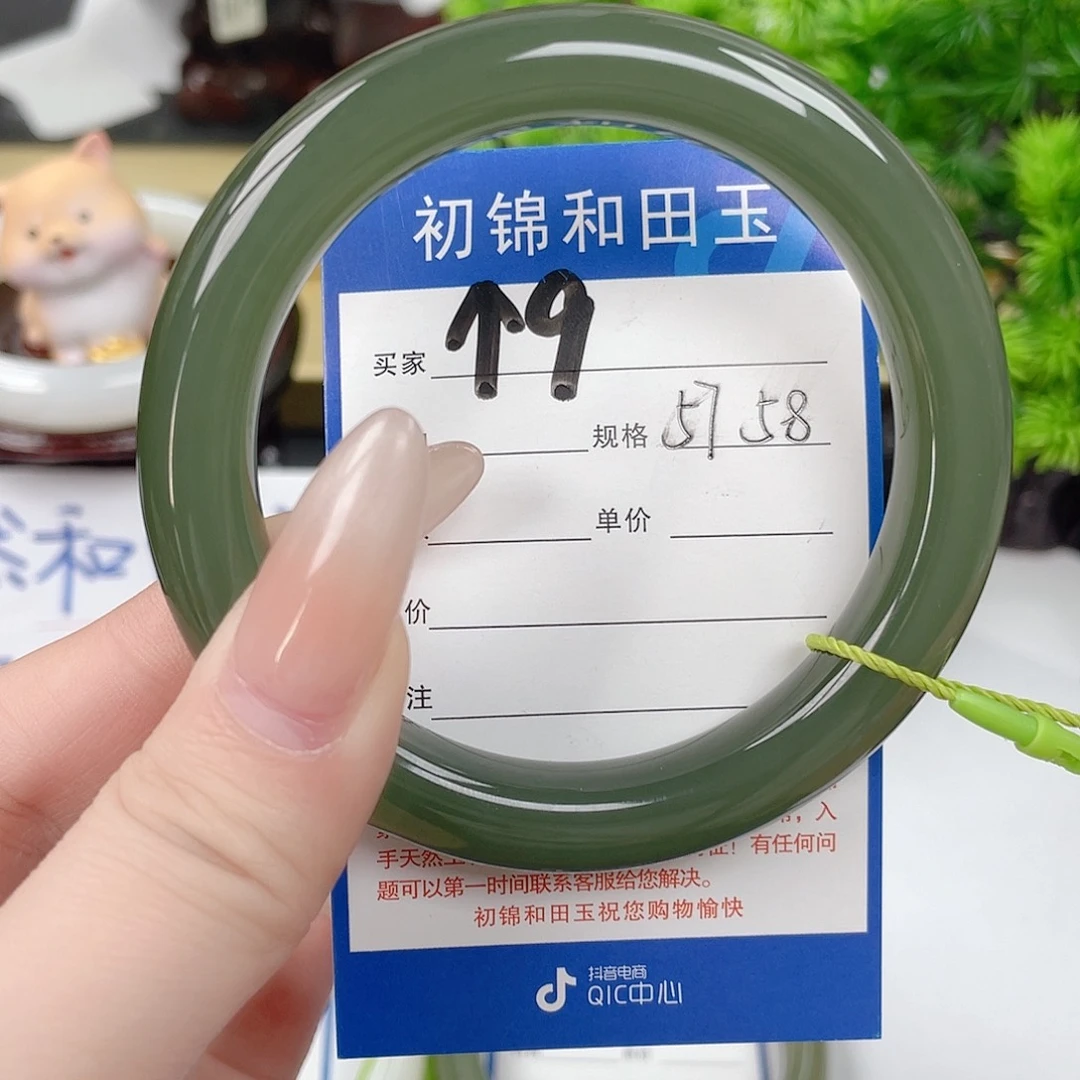 初锦和田玉
买家 ↑9
规格 圆 58
单价
价
注
入
手天然
有任何问
题可以第一时间联系客服给您解决。
初锦和田玉祝您购物愉快
抖音电商
QIC中心
和